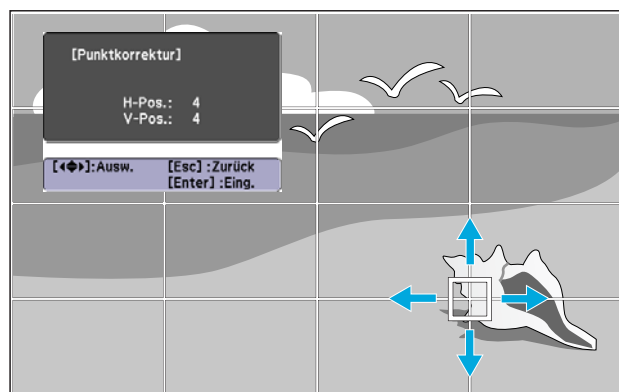 [Punktkorrektur]
H-Pos.: 4
V-Pos.: 4
[◀◆▶]:Ausw. [Esc] :Zurück
[Enter] :Eing.